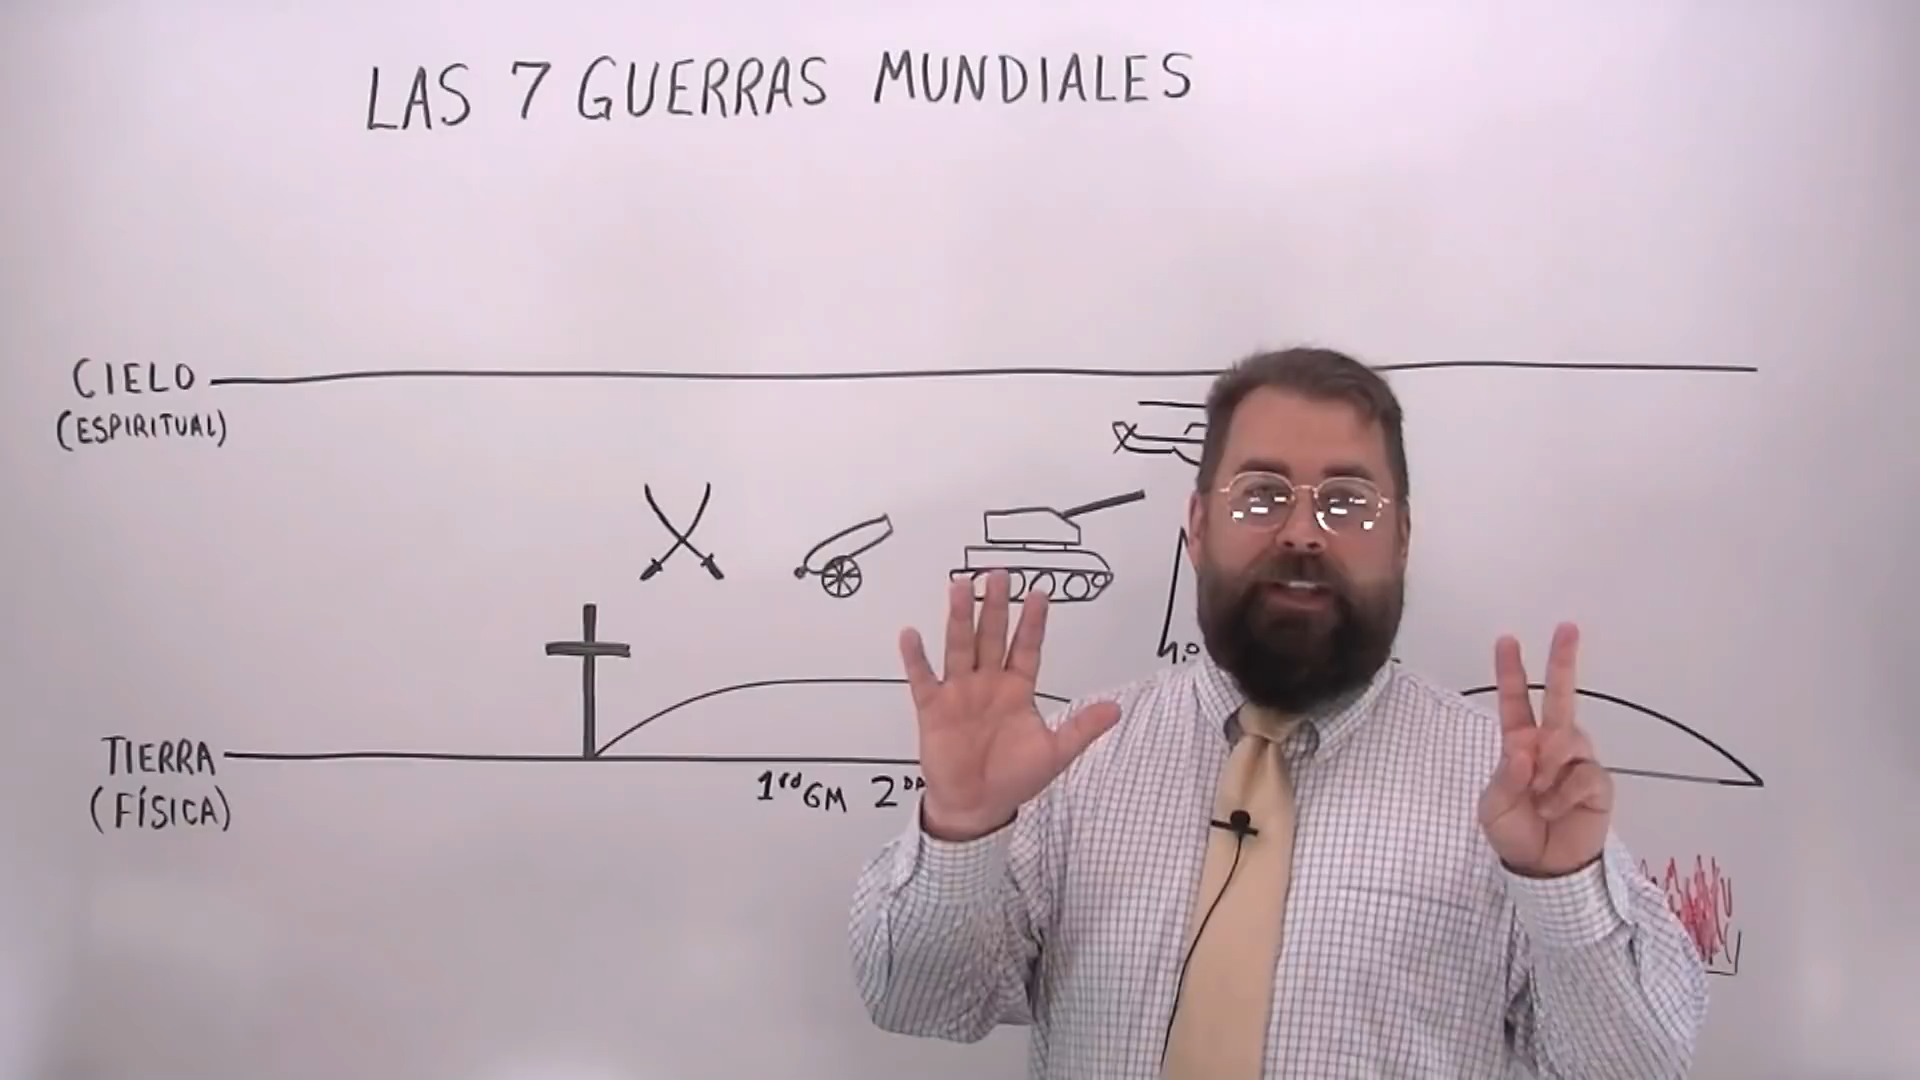 LAS 7 GUERRAS MUNDIALES
CIELO
(ESPIRITUAL)
TIERRA
(FÍSICA)
1ra GM 2da